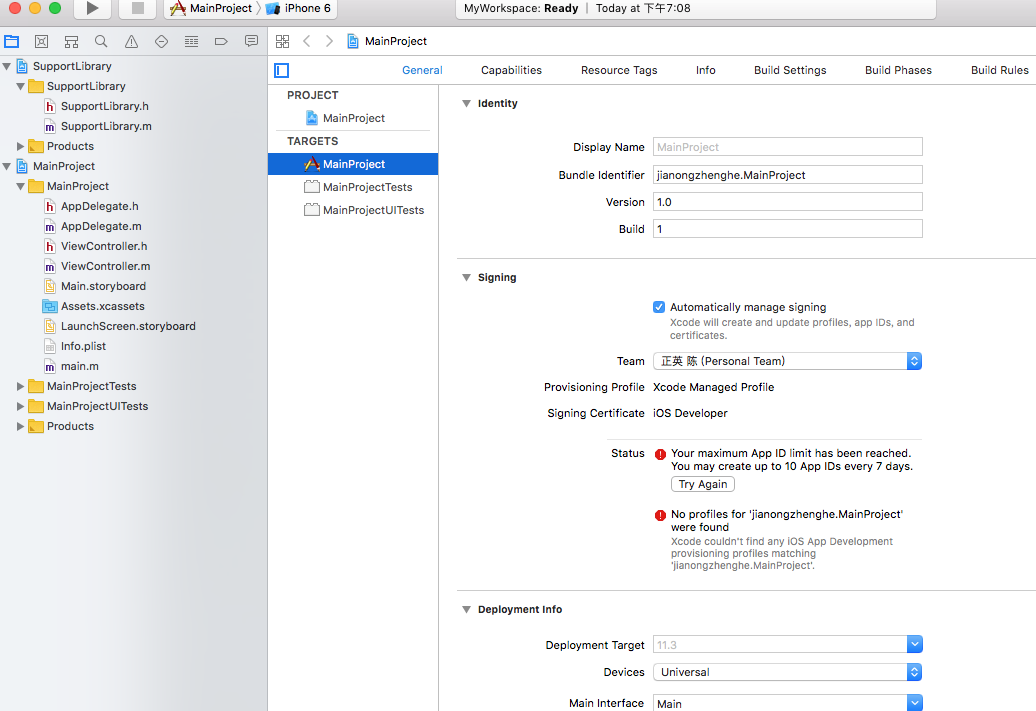 MainProject
iPhone 6
MyWorkspace: Ready | Today at 下午7:08
MainProject
SupportLibrary
SupportLibrary
SupportLibrary.h
SupportLibrary.m
Products
MainProject
MainProject
AppDelegate.h
AppDelegate.m
ViewController.h
ViewController.m
Main.storyboard
Assets.xcassets
LaunchScreen.storyboard
Info.plist
main.m
MainProjectTests
MainProjectUITests
Products
General Capabilities Resource Tags Info Build Settings Build Phases Build Rules
PROJECT
MainProject
TARGETS
MainProject
MainProjectTests
MainProjectUITests
Identity
Display Name MainProject
Bundle Identifier jianongzhenghe.MainProject
Version 1.0
Build 1
Signing
Automatically manage signing
Xcode will create and update profiles, app IDs, and
certificates.
Team 正英 陈 (Personal Team)
Provisioning Profile Xcode Managed Profile
Signing Certificate iOS Developer
Status Your maximum App ID limit has been reached.
You may create up to 10 App IDs every 7 days.
Try Again
No profiles for 'jianongzhenghe.MainProject'
were found
Xcode couldn't find any iOS App Development
provisioning profiles matching
'jianongzhenghe.MainProject'.
Deployment Info
Deployment Target 11.3
Devices Universal
Main Interface Main